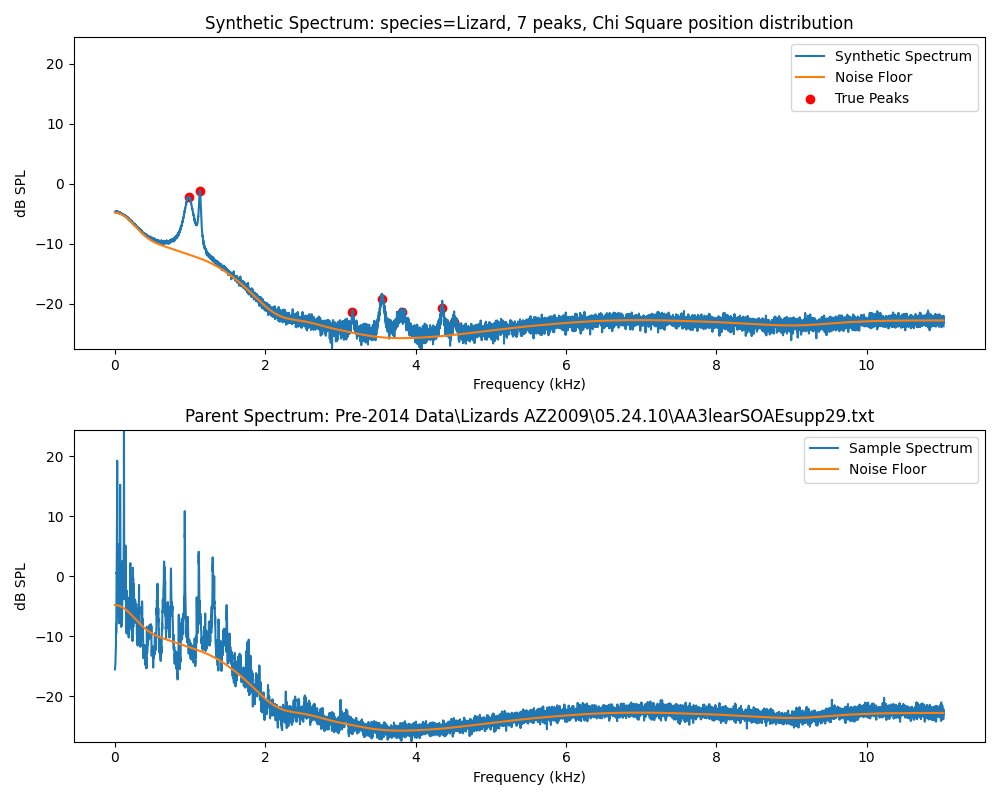 Synthetic Spectrum: species=Lizard, 7 peaks, Chi Square position distribution
20
10
0
−10
−20
dB SPL
Synthetic Spectrum
Noise Floor
True Peaks
0 2 4 6 8 10
Frequency (kHz)
Parent Spectrum: Pre-2014 Data\Lizards AZ2009\05.24.10\AA3learSOAEsupp29.txt
20
10
0
−10
−20
dB SPL
Sample Spectrum
Noise Floor
0 2 4 6 8 10
Frequency (kHz)